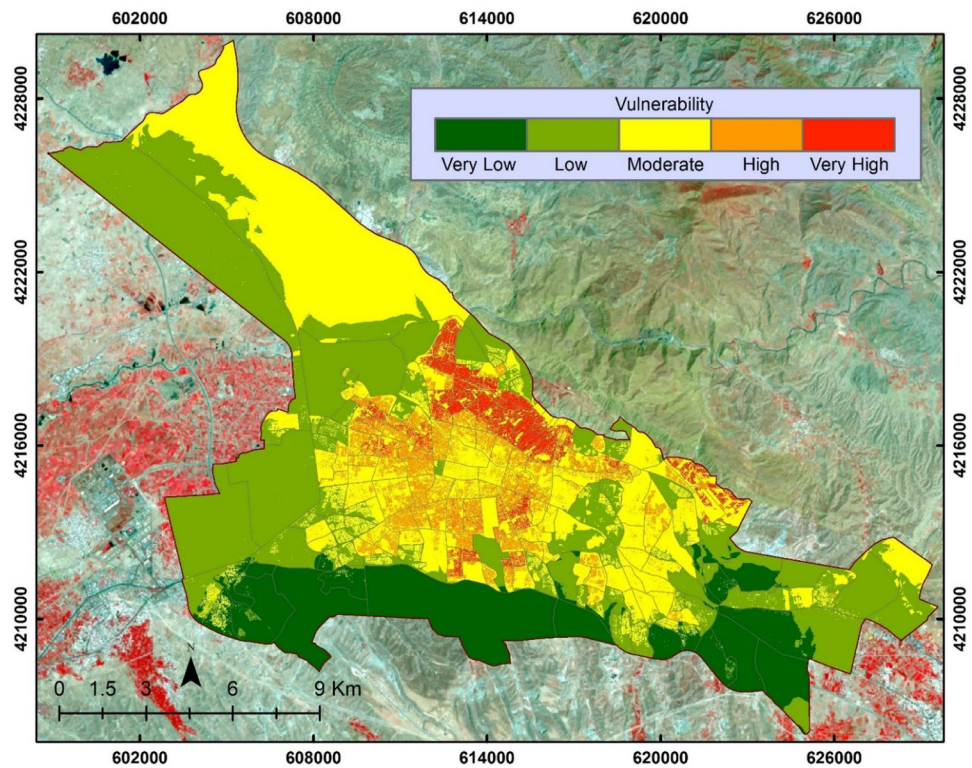 602000 608000 614000 620000 626000
4228000 4228000
Vulnerability
Very Low Low Moderate High Very High
4222000 4222000
4216000 4216000
4210000 4210000
N
0 1.5 3 6 9 Km
602000 608000 614000 620000 626000